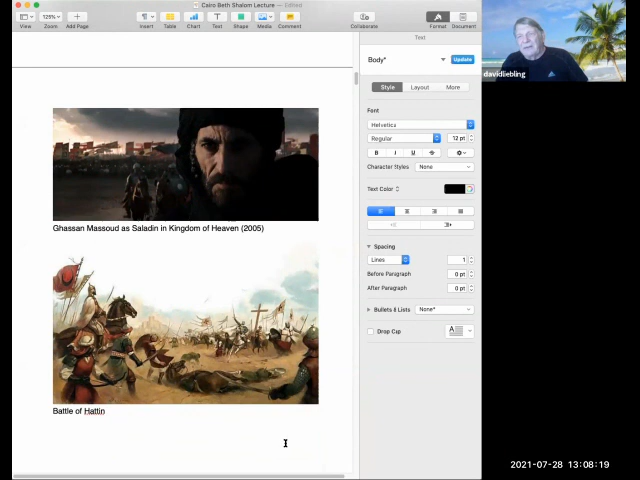 Cairo Beth Shalom Lecture — Edited
View
125%
Zoom
Add Page
Insert
Table
Chart
Text
Shape
Media
Comment
Collaborate
Format
Document
Text
Body*
Update
Style
Layout
More
Font
Helvetica
Regular
12 pt
B I U S
Character Styles
None
Text Color
Spacing
Lines
1
Before Paragraph
0 pt
After Paragraph
0 pt
Bullets & Lists
None*
Drop Cap
A
Ghassan Massoud as Saladin in Kingdom of Heaven (2005)
Battle of Hattin
davidliebling
2021-07-28 13:08:19